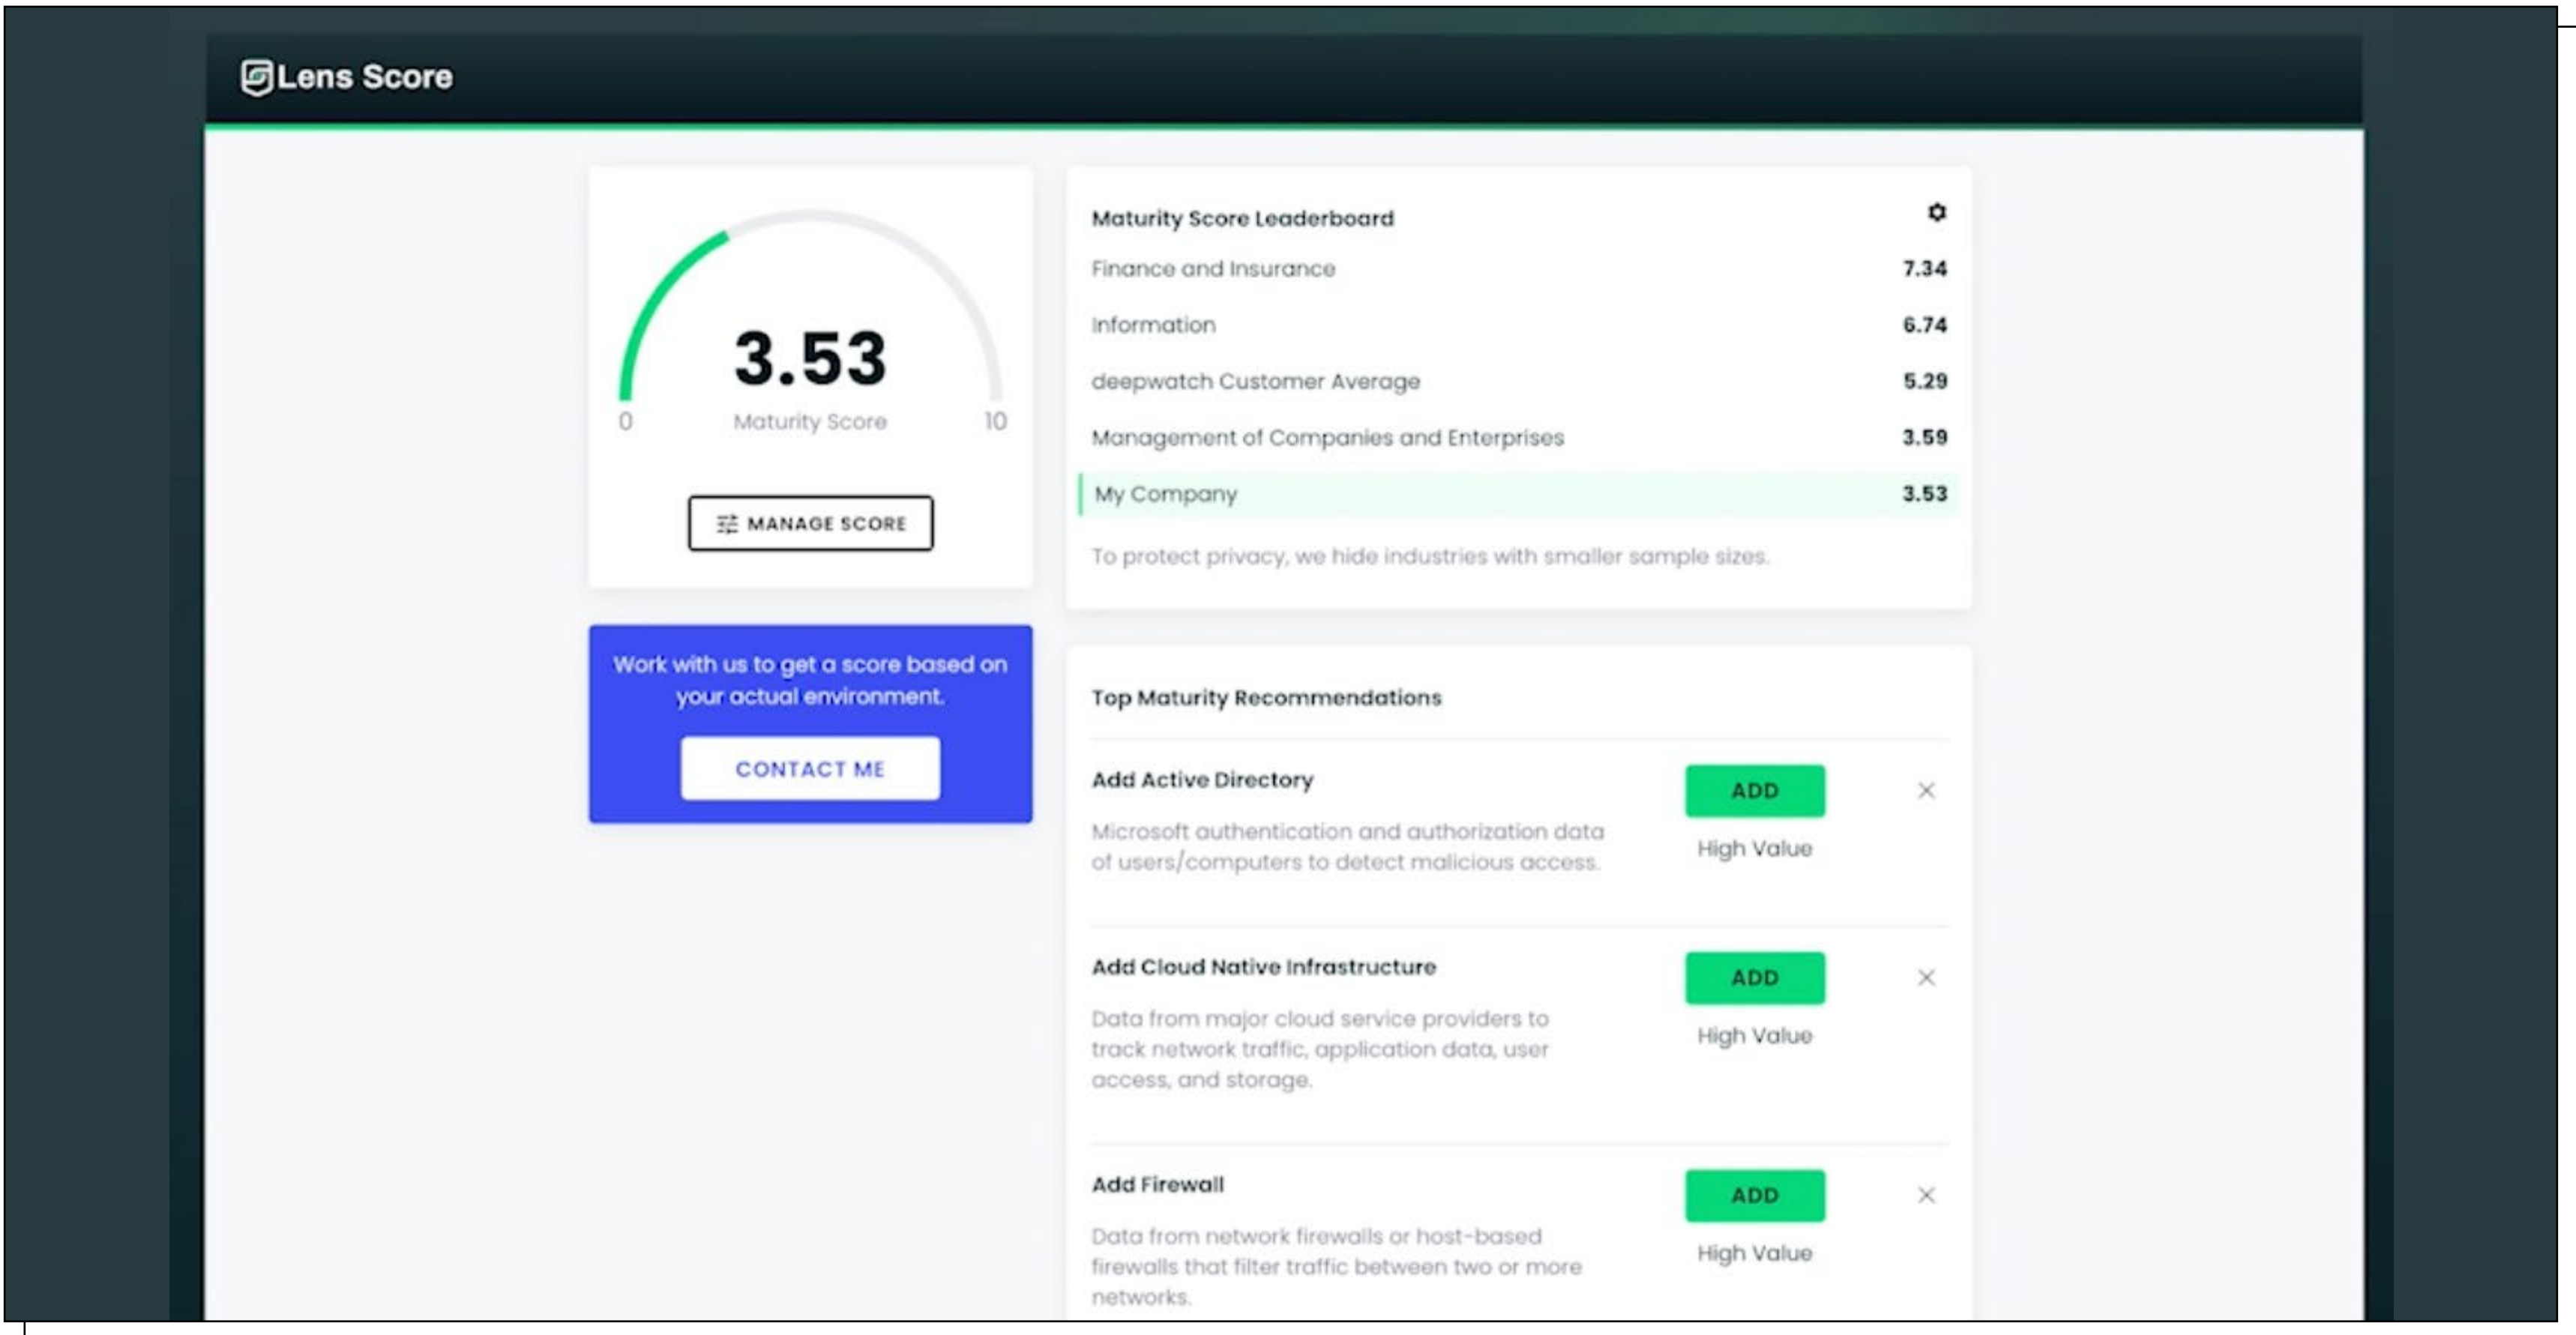 Lens Score
3.53
0
Maturity Score
10
MANAGE SCORE
Work with us to get a score based on
your actual environment.
CONTACT ME
Maturity Score Leaderboard
Finance and Insurance 7.34
Information 6.74
deepwatch Customer Average 5.29
Management of Companies and Enterprises 3.59
My Company 3.53
To protect privacy, we hide industries with smaller sample sizes.
Top Maturity Recommendations
Add Active Directory
Microsoft authentication and authorization data
of users/computers to detect malicious access.
ADD
High Value
Add Cloud Native Infrastructure
Data from major cloud service providers to
track network traffic, application data, user
access, and storage.
ADD
High Value
Add Firewall
Data from network firewalls or host-based
firewalls that filter traffic between two or more
networks.
ADD
High Value